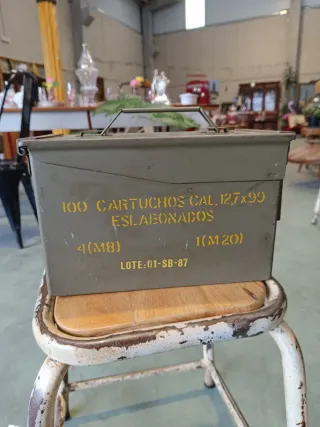 100 CARTUCHOS CAL. 12,7x99
ESLABONADOS
4(M8) 1(M20)
LOTE:01-SB-87